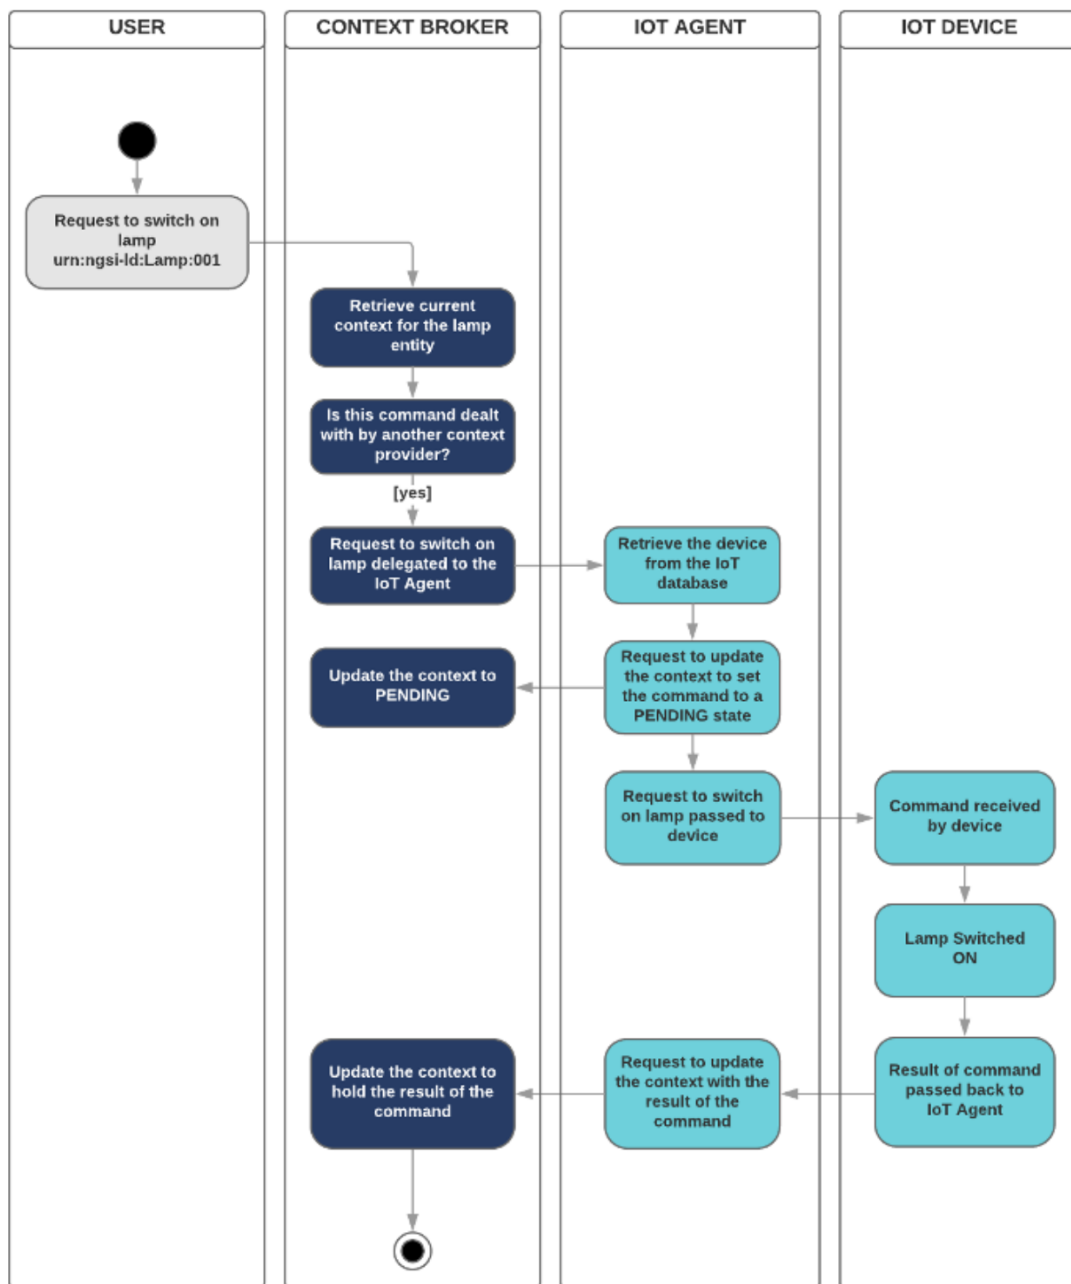 USER
CONTEXT BROKER
IOT AGENT
IOT DEVICE
Request to switch on
lamp
urn:ngsi-ld:Lamp:001
Retrieve current
context for the lamp
entity
Is this command dealt
with by another context
provider?
[yes]
Request to switch on
lamp delegated to the
IoT Agent
Retrieve the device
from the IoT
database
Request to update
the context to set
the command to a
PENDING state
Update the context to
PENDING
Request to switch
on lamp passed to
device
Command received
by device
Lamp Switched
ON
Result of command
passed back to
IoT Agent
Request to update
the context with the
result of the
command
Update the context to
hold the result of the
command